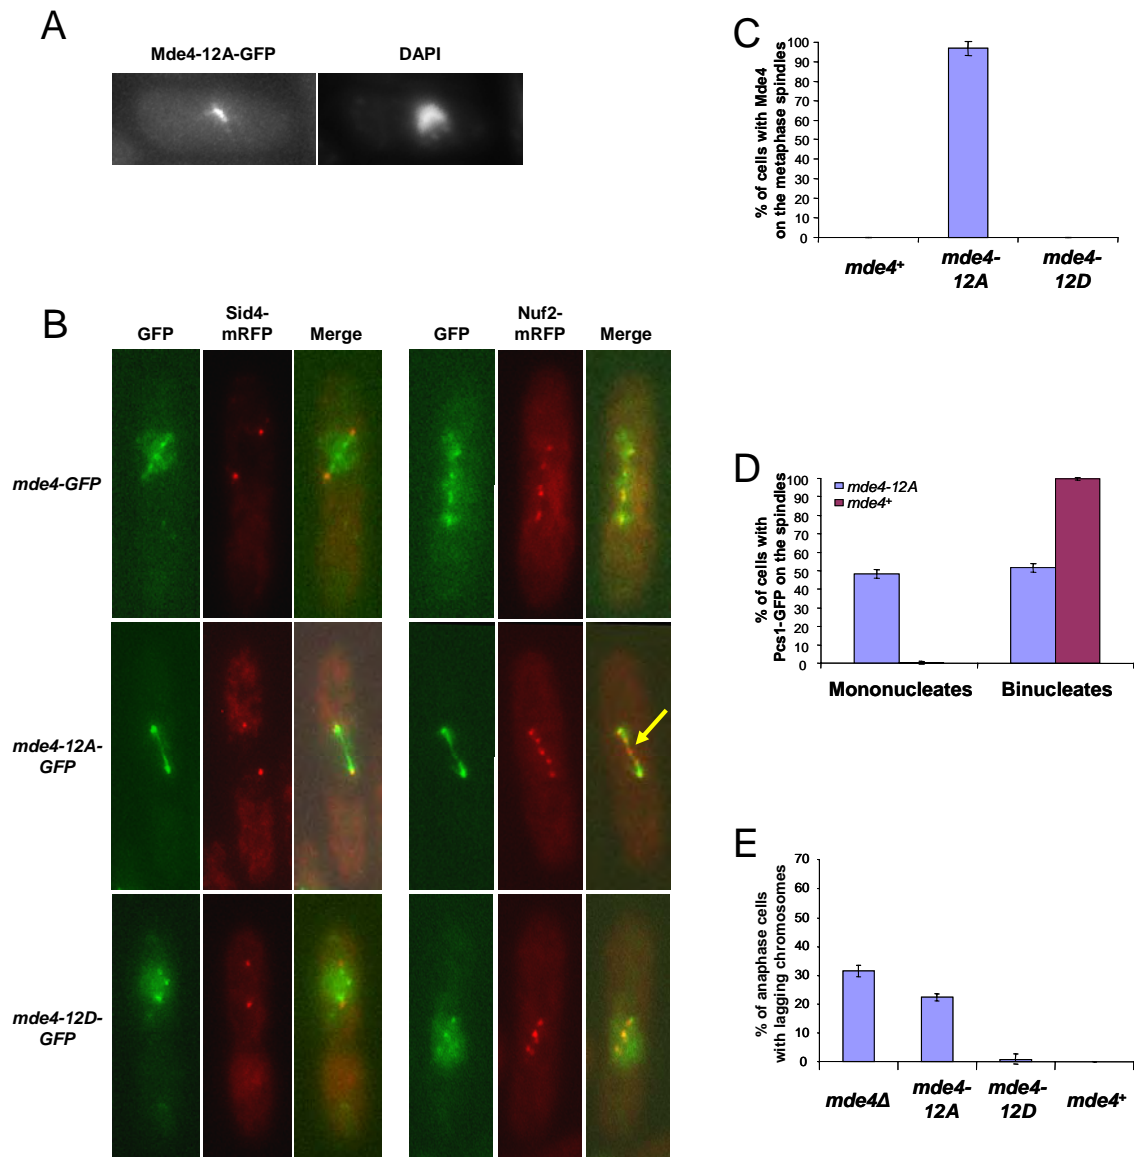 A
Mde4-12A-GFP
DAPI
B
GFP
Sid4-
mRFP
Merge
GFP
Nuf2-
mRFP
Merge
mde4-GFP
mde4-12A-
GFP
mde4-12D-
GFP
C
% of cells with Mde4
on the metaphase spindles
100
90
80
70
60
50
40
30
20
10
0
mde4+
mde4-
12A
mde4-
12D
D
% of cells with
Pcs1-GFP on the spindles
100
90
80
70
60
50
40
30
20
10
0
mde4-12A
mde4+
Mononucleates
Binucleates
E
% of anaphase cells
with lagging chromosomes
70
60
50
40
30
20
10
0
mde4Δ
mde4-
12A
mde4-
12D
mde4+